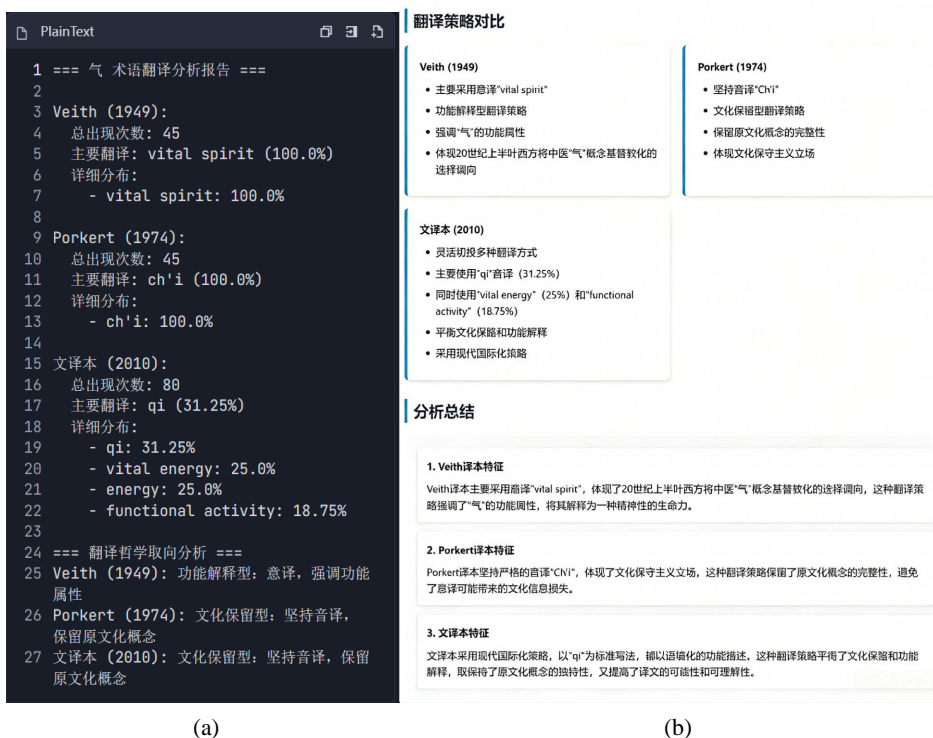 PlainText
1 === 气 术语翻译分析报告 ===
2
3 Veith (1949):
4 总出现次数: 45
5 主要翻译: vital spirit (100.0%)
6 详细分布:
7 - vital spirit: 100.0%
8
9 Porkert (1974):
10 总出现次数: 45
11 主要翻译: ch'i (100.0%)
12 详细分布:
13 - ch'i: 100.0%
14
15 文译本 (2010):
16 总出现次数: 80
17 主要翻译: qi (31.25%)
18 详细分布:
19 - qi: 31.25%
20 - vital energy: 25.0%
21 - energy: 25.0%
22 - functional activity: 18.75%
23
24 === 翻译哲学取向分析 ===
25 Veith (1949): 功能解释型: 意译, 强调功能
属性
26 Porkert (1974): 文化保留型: 坚持音译,
保留原文化概念
27 文译本 (2010): 文化保留型: 坚持音译, 保留
原文化概念
(a)
翻译策略对比
Veith (1949)
• 主要采用意译"vital spirit"
• 功能解释型翻译策略
• 强调"气"的功能属性
• 体现20世纪上半叶西方将中医"气"概念基督教化的
选择调向
Porkert (1974)
• 坚持音译"Ch'i"
• 文化保留型翻译策略
• 保留原文化概念的完整性
• 体现文化保守主义立场
文译本 (2010)
• 灵活切投多种翻译方式
• 主要使用"qi"音译（31.25%）
• 同时使用"vital energy"（25%）和"functional
activity"（18.75%）
• 平衡文化保路和功能解释
• 采用现代国际化策略
分析总结
1. Veith译本特征
Veith译本主要采用意译"vital spirit"，体现了20世纪上半叶西方将中医"气"概念基督教化的选择调向，这种翻译策
略强调了"气"的功能属性，将其解释为一种精神性的生命力。
2. Porkert译本特征
Porkert译本坚持严格的音译"Ch'i"，体现了文化保守主义立场，这种翻译策略保留了原文化概念的完整性，避免
了意译可能带来的文化信息损失。
3. 文译本特征
文译本采用现代国际化策略，以"qi"为标准写法，辅以语境化的功能描述，这种翻译策略平得了文化保留和功能
解释，取保持了原文化概念的独持性，又提高了译文的可读性和可理解性。
(b)